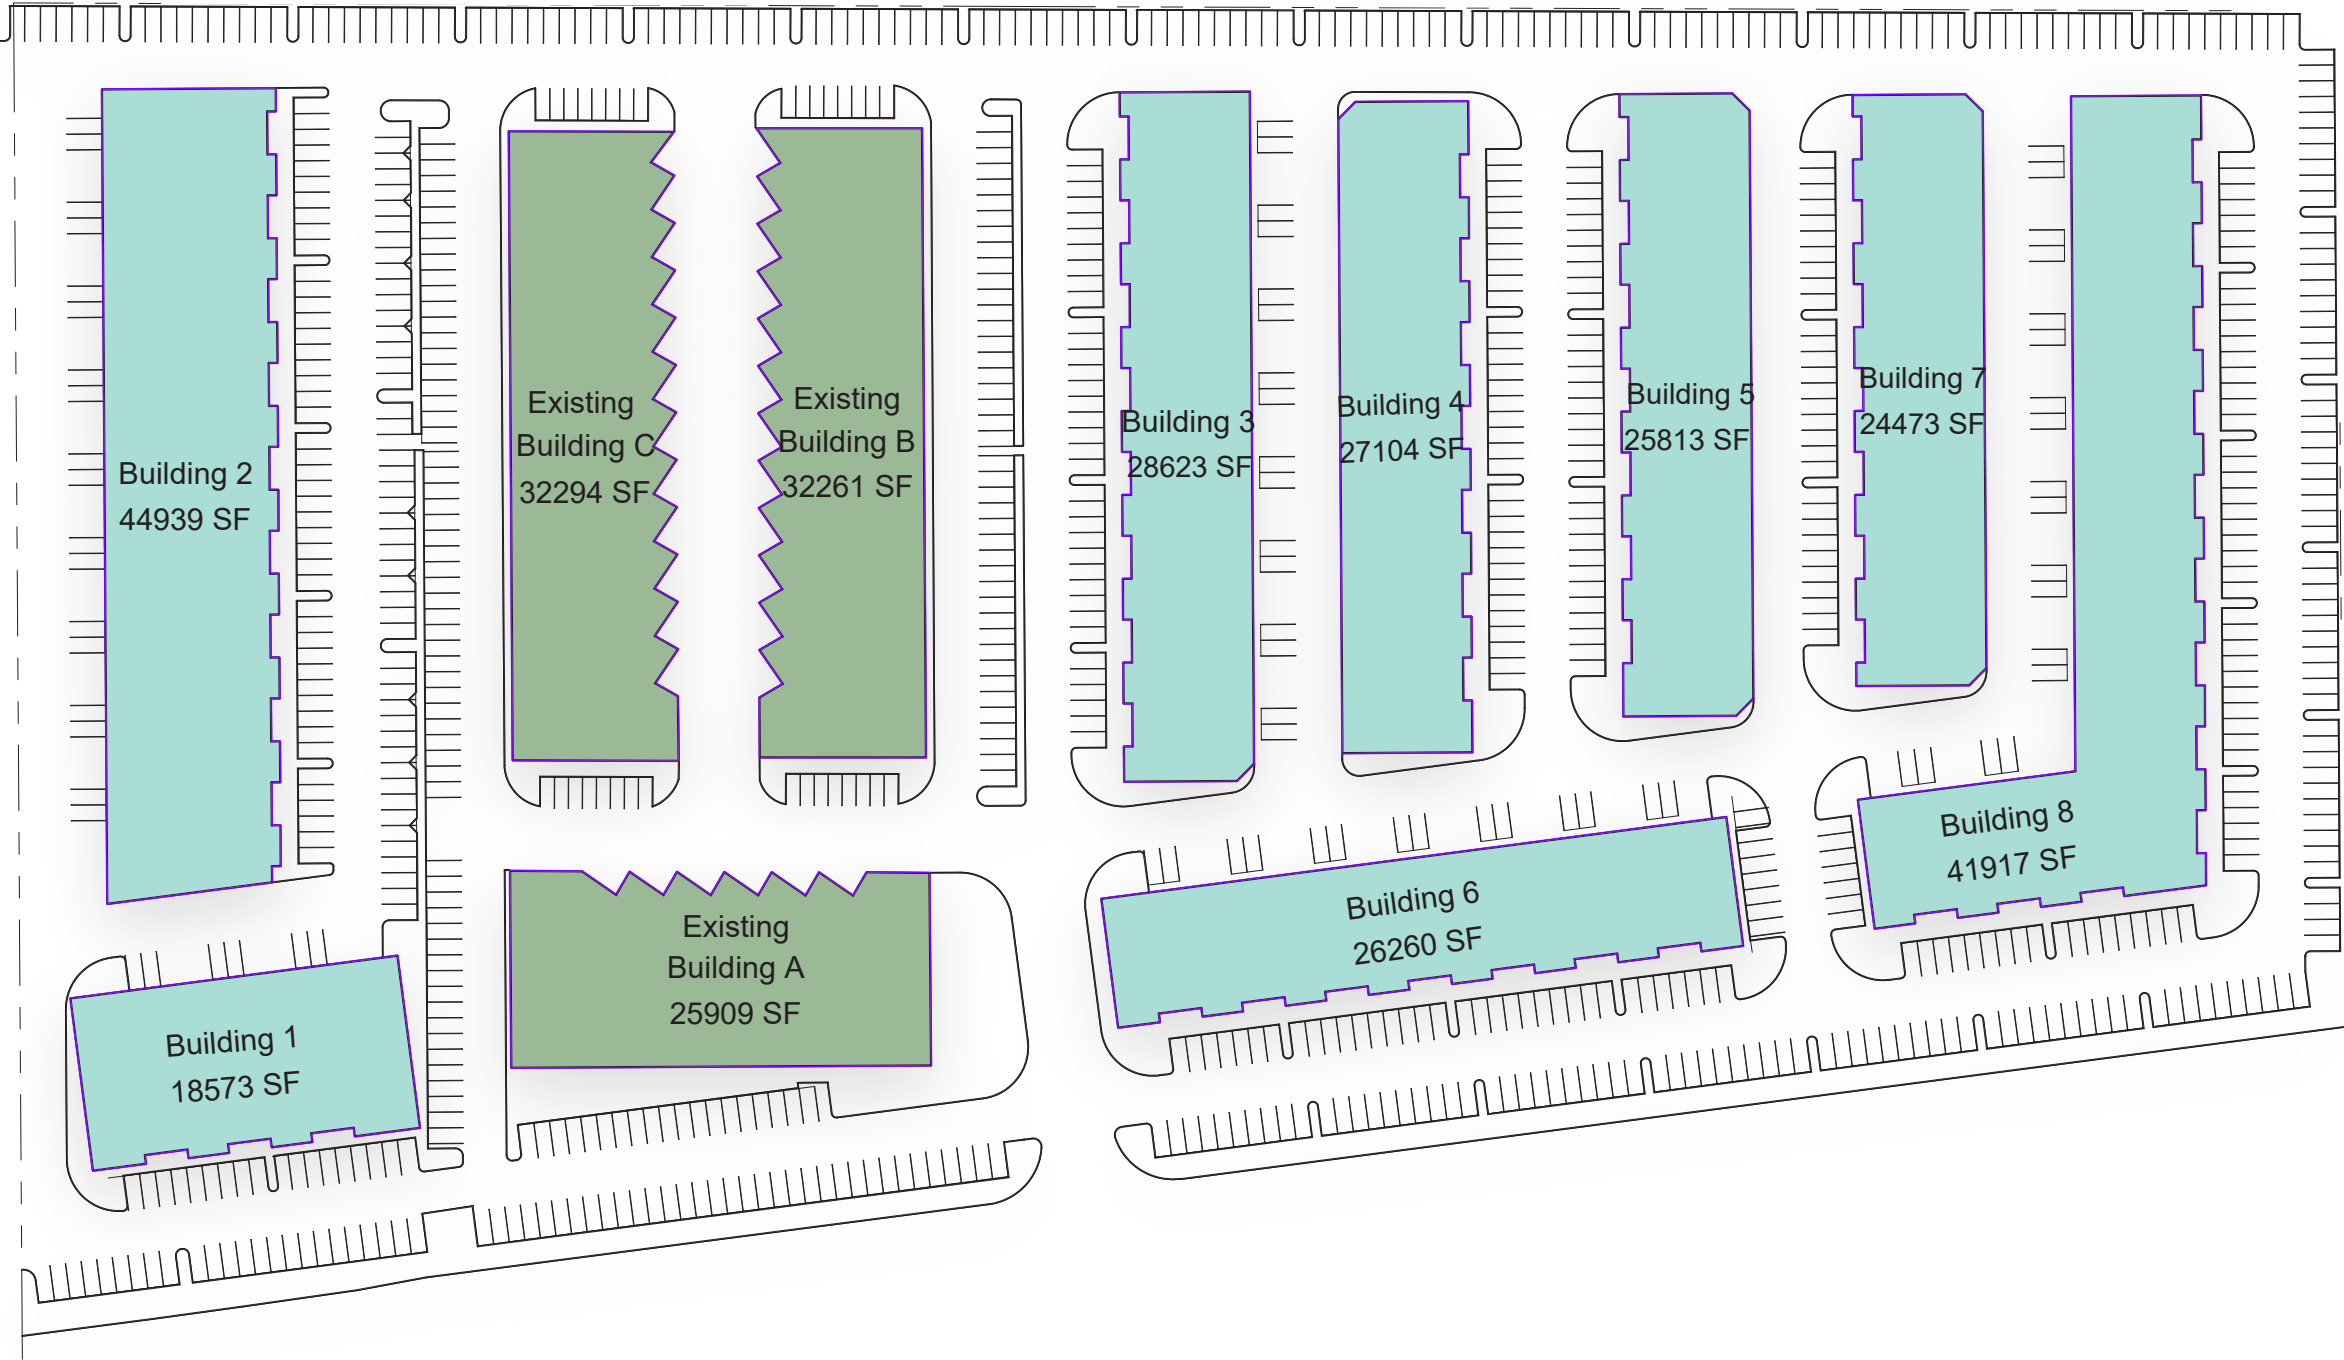 Building 2
44939 SF
Existing
Building C
32294 SF
Existing
Building B
32261 SF
Building 3
28623 SF
Building 4
27104 SF
Building 5
25813 SF
Building 7
24473 SF
Building 8
41917 SF
Building 6
26260 SF
Existing
Building A
25909 SF
Building 1
18573 SF